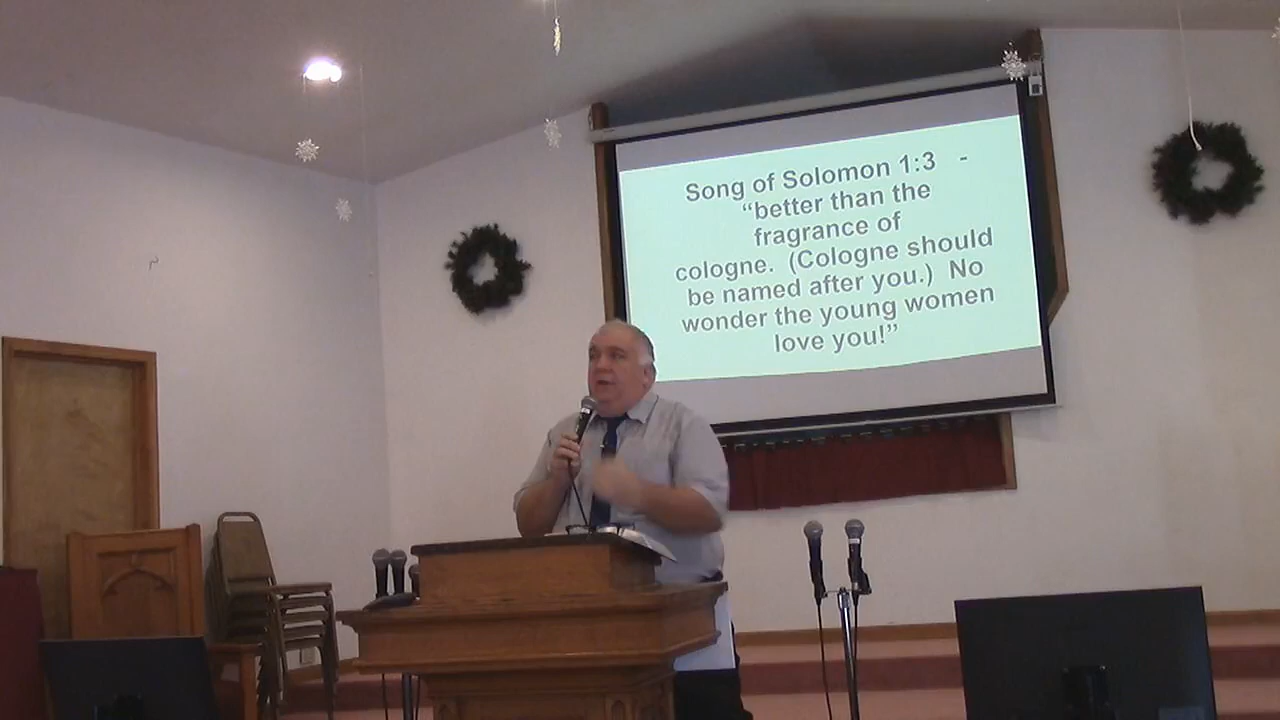 Song of Solomon 1:3 -
“better than the
fragrance of
cologne. (Cologne should
be named after you.) No
wonder the young women
love you!”